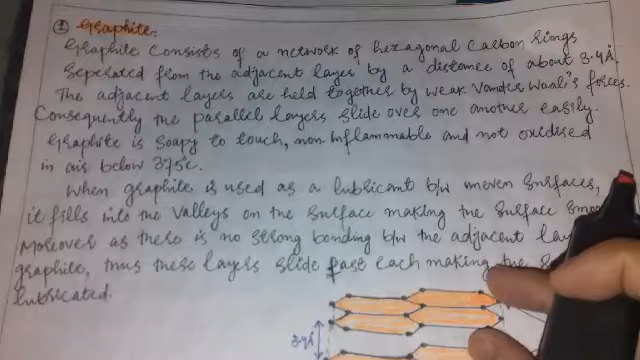 ① Graphite:
Graphite consists of a network of hexagonal carbon rings
seperated from the adjacent layer by a distance of about 3.4Å.
The adjacent layers are held together by weak Vander Waal's forces.
Consequently the parallel layers slide over one another easily.
Graphite is soapy to touch, non inflammable and not oxidised
in air below 375c.
When graphite is used as a lubricant b/w uneven surfaces,
it fills into the valleys on the surface making the surface smoo
Moreover as there is no strong bonding b/w the adjacent lay
graphite, thus these layers slide past each making the s
lubricated.
3.4Å